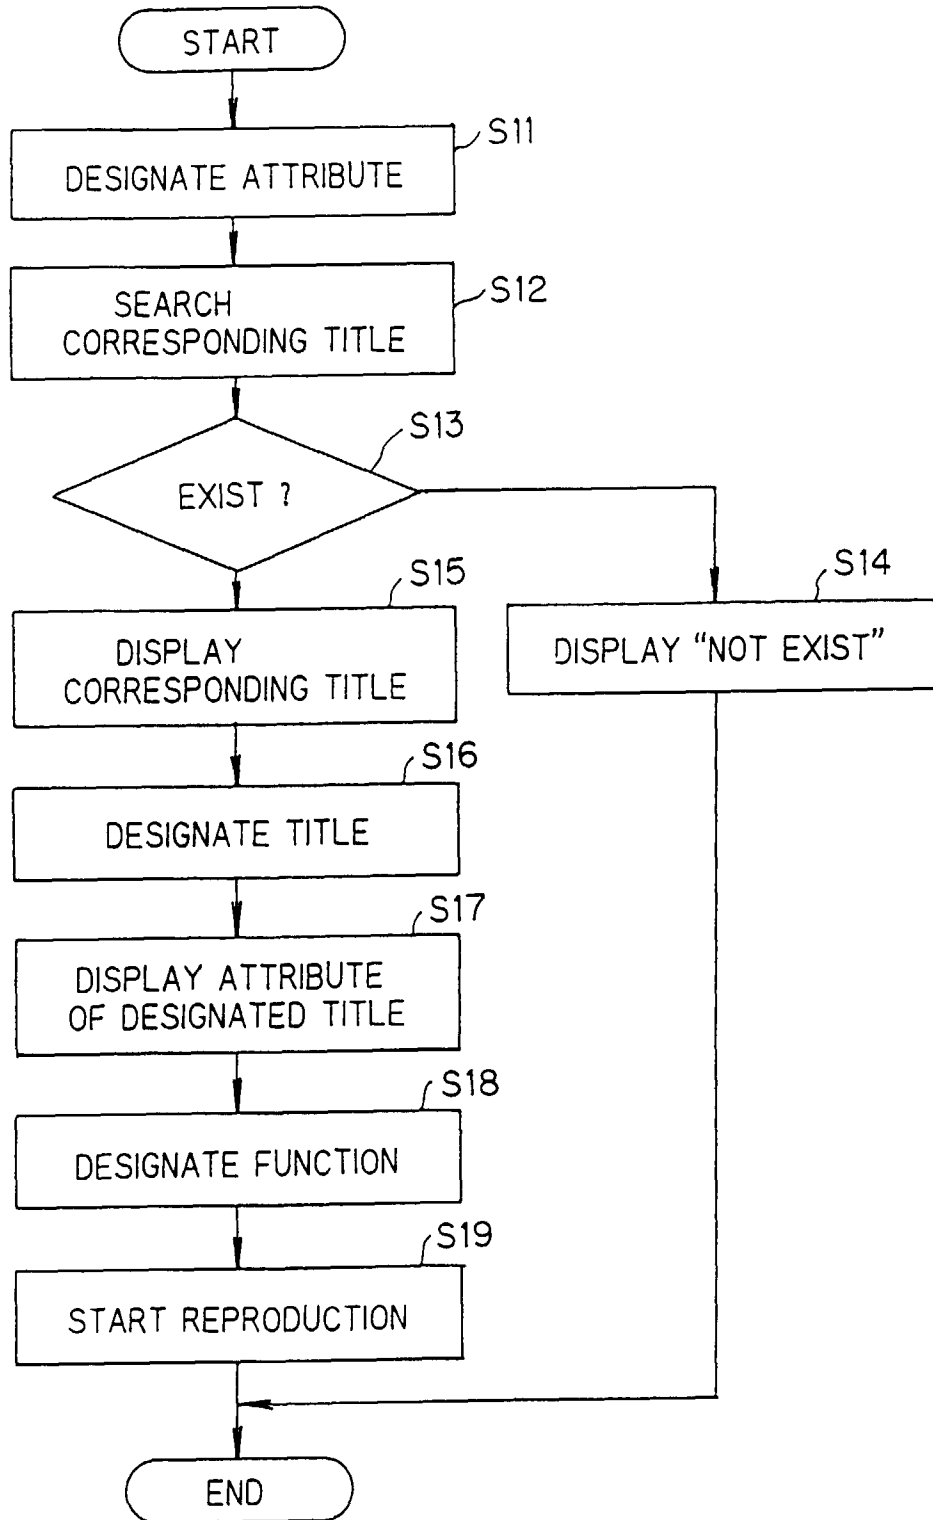 START
S11
DESIGNATE ATTRIBUTE
S12
SEARCH
CORRESPONDING TITLE
S13
EXIST ?
S15
DISPLAY
CORRESPONDING TITLE
S14
DISPLAY “NOT EXIST”
S16
DESIGNATE TITLE
S17
DISPLAY ATTRIBUTE
OF DESIGNATED TITLE
S18
DESIGNATE FUNCTION
S19
START REPRODUCTION
END